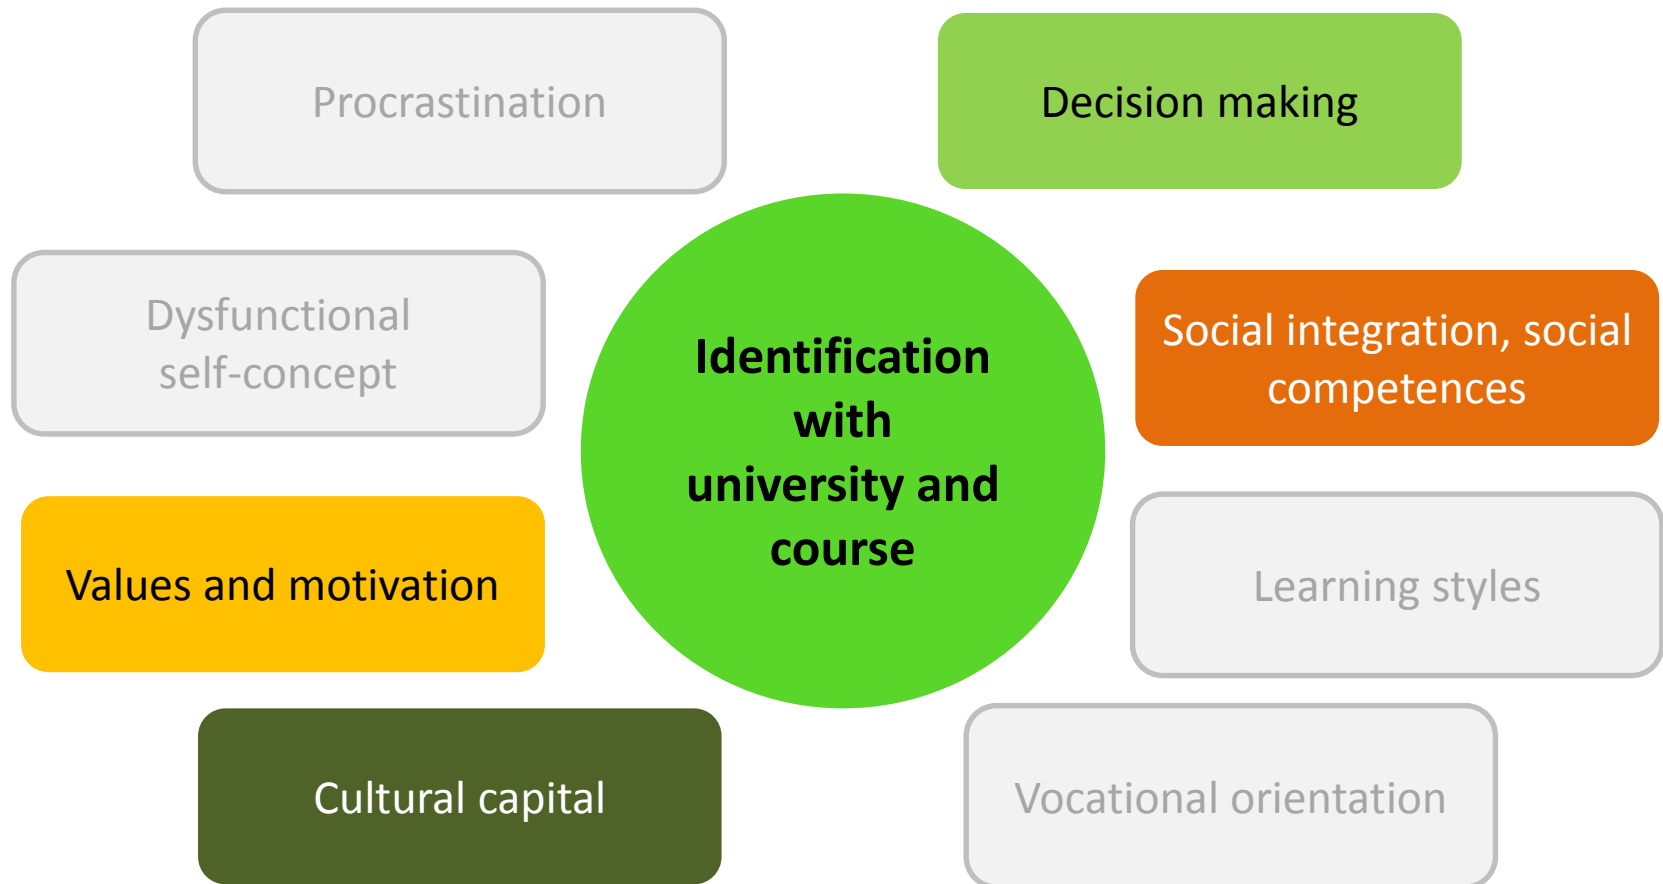 Procrastination
Decision making
Dysfunctional
self-concept
Identification
with
university and
course
Social integration, social
competences
Values and motivation
Learning styles
Cultural capital
Vocational orientation